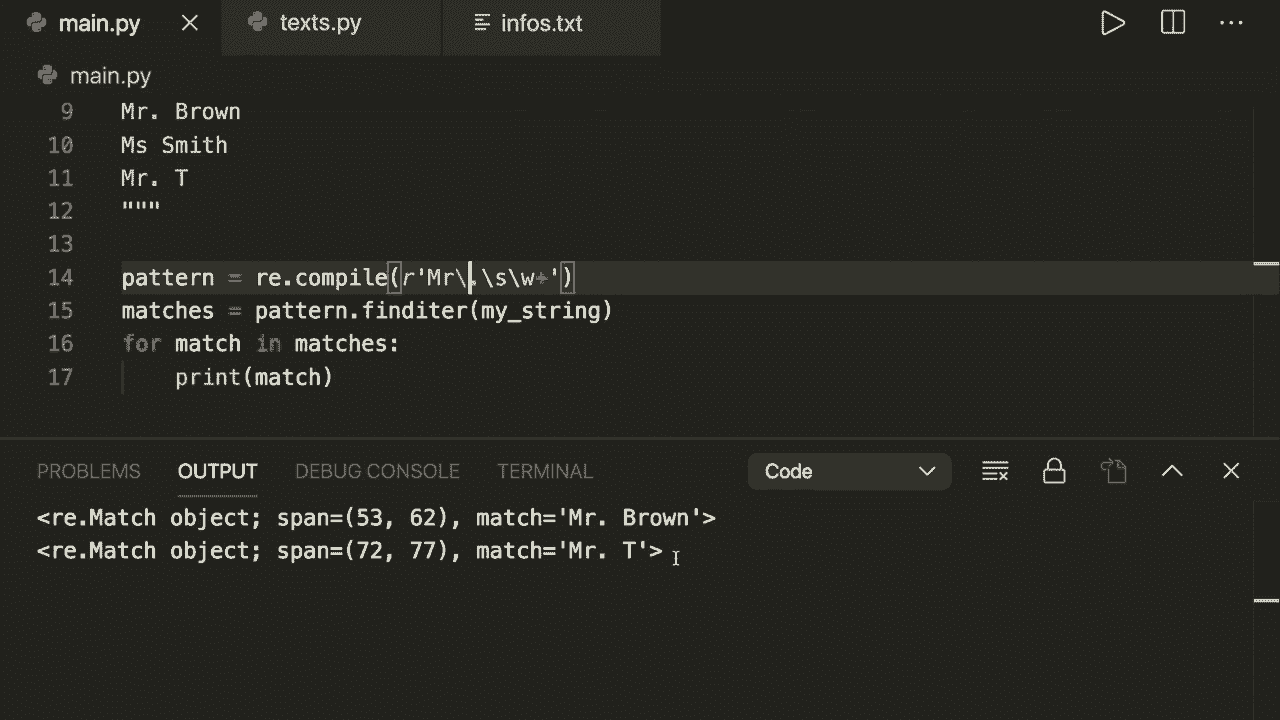 main.py
texts.py
infos.txt
main.py
9 Mr. Brown
10 Ms Smith
11 Mr. T
12 """
13
14 pattern = re.compile(r'Mr\.\s\w+')
15 matches = pattern.finditer(my_string)
16 for match in matches:
17 print(match)
PROBLEMS OUTPUT DEBUG CONSOLE TERMINAL Code
<re.Match object; span=(53, 62), match='Mr. Brown'>
<re.Match object; span=(72, 77), match='Mr. T'>